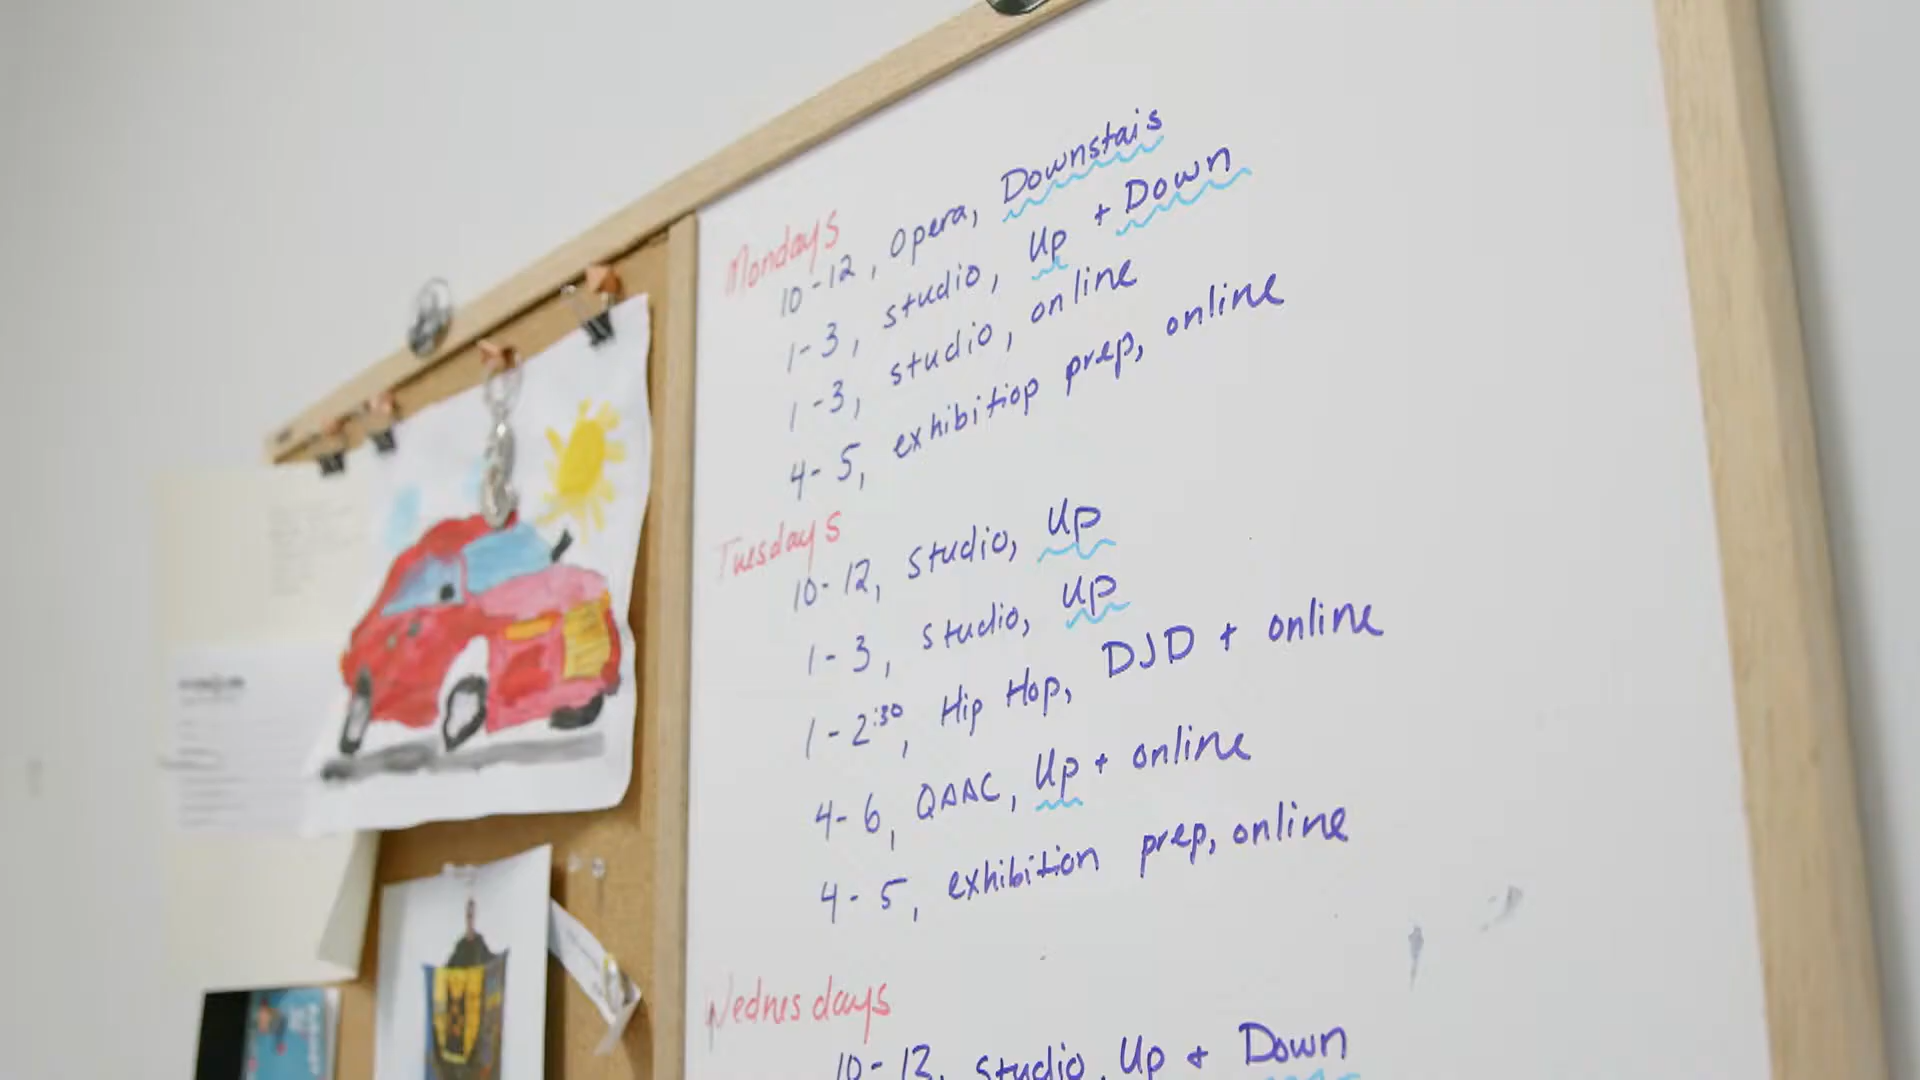 Mondays
10-12, Opera, Downstais
1-3, studio, Up + Down
1-3, studio, online
4-5, exhibition prep, online
Tuesdays
10-12, studio, Up
1-3, studio, Up
1-2:30, Hip Hop, DJD + online
4-6, QAAC, Up + online
4-5, exhibition prep, online
Wednesdays
10-12, studio, Up + Down